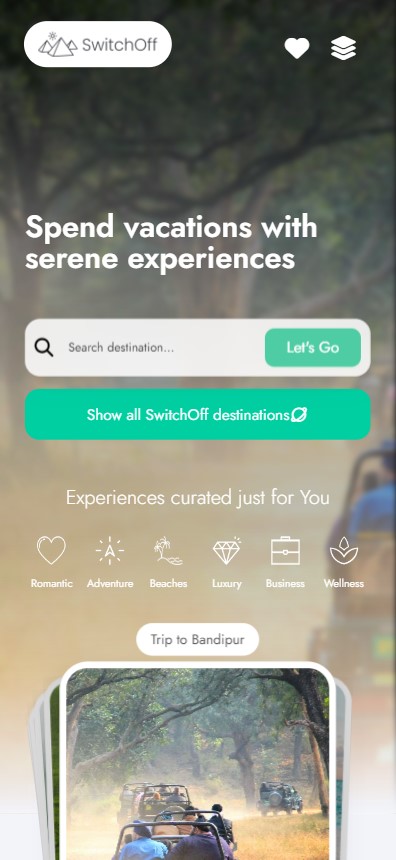 SwitchOff
Spend vacations with
serene experiences
Search destination...
Let's Go
Show all SwitchOff destinations
Experiences curated just for You
Romantic
Adventure
Beaches
Luxury
Business
Wellness
Trip to Bandipur